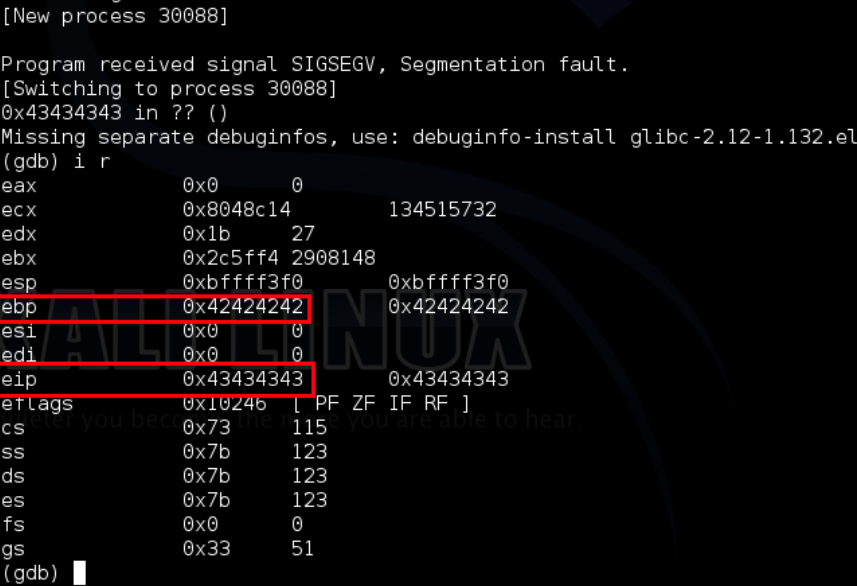 [New process 30088]
Program received signal SIGSEGV, Segmentation fault.
[Switching to process 30088]
0x43434343 in ?? ()
Missing separate debuginfos, use: debuginfo-install glibc-2.12-1.132.el
(gdb) i r
eax 0x0 0
ecx 0x8048c14 134515732
edx 0x1b 27
ebx 0x2c5ff4 2908148
esp 0xbffff3f0 0xbffff3f0
ebp 0x42424242 0x42424242
esi 0x0 0
KALI LINUX
edi 0x0 0
eip 0x43434343 0x43434343
eflags 0x10246 [ PF ZF IF RF ]
you become, the more you are able to hear.
cs 0x73 115
ss 0x7b 123
ds 0x7b 123
es 0x7b 123
fs 0x0 0
gs 0x33 51
(gdb)